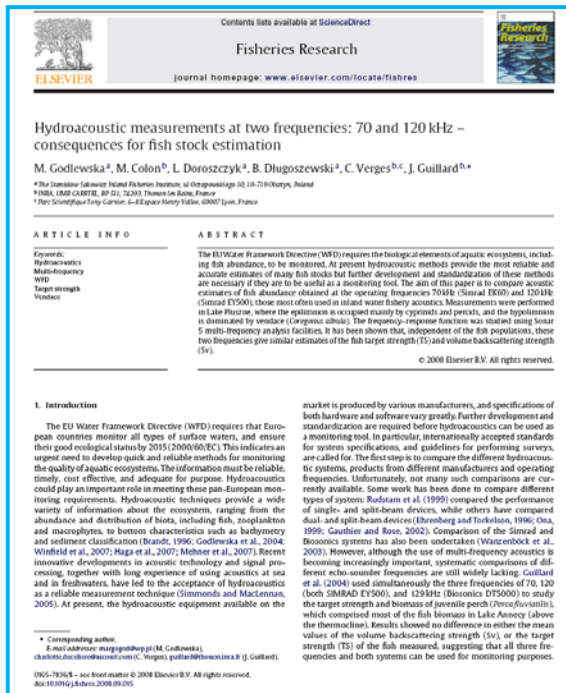 Contents lists available at ScienceDirect
Fisheries Research
journal homepage: www.elsevier.com/locate/fishres
ELSEVIER
Fisheries
Research
Hydroacoustic measurements at two frequencies: 70 and 120 kHz –
consequences for fish stock estimation
M. Godlewska a, M. Colon b, L. Doroszczyk a, B. Długoszewski a, C. Verges b,c, J. Guillard b,*
a The Stanisław Sakowicz Inland Fisheries Institute, ul Oczapowskiego 10, 10-719 Olsztyn, Poland
b INRA, UMR CARRTEL, BP 511, 74203, Thonon les Bains, France
c Parc Scientifique Tony Garnier, 6–8 Espace Henry Vallée, 69007 Lyon, France
ARTICLE INFO
Keywords:
Hydroacoustics
Multi-frequency
WFD
Target strength
Vendace
ABSTRACT
The EU Water Framework Directive (WFD) requires the biological elements of aquatic ecosystems, includ-
ing fish abundance, to be monitored. At present hydroacoustic methods provide the most reliable and
accurate estimates of many fish stocks but further development and standardization of these methods
are necessary if they are to be useful as a monitoring tool. The aim of this paper is to compare acoustic
estimates of fish abundance obtained at the operating frequencies 70 kHz (Simrad EK60) and 120 kHz
(Simrad EY500), those most often used in inland water fishery acoustics. Measurements were performed
in Lake Pluszne, where the epilimnion is occupied mainly by cyprinids and percids, and the hypolimnion
is dominated by vendace (Coregonus albula). The frequency-response function was studied using Sonar
5 multi-frequency analysis facilities. It has been shown that, independent of the fish populations, these
two frequencies give similar estimates of the fish target strength (TS) and volume backscattering strength
(Sv).
© 2008 Elsevier B.V. All rights reserved.
1. Introduction
The EU Water Framework Directive (WFD) requires that Euro-
pean countries monitor all types of surface waters, and ensure
their good ecological status by 2015 (2000/60/EC). This indicates an
urgent need to develop quick and reliable methods for monitoring
the quality of aquatic ecosystems. The information must be reliable,
timely, cost effective, and adequate for purpose. Hydroacoustics
could play an important role in meeting these pan-European mon-
itoring requirements. Hydroacoustic techniques provide a wide
variety of information about the ecosystem, ranging from the
abundance and distribution of biota, including fish, zooplankton
and macrophytes, to bottom characteristics such as bathymetry
and sediment classification (Brandt, 1996; Godlewska et al., 2004;
Winfield et al., 2007; Haga et al., 2007; Mehner et al., 2007). Recent
innovative developments in acoustic technology and signal pro-
cessing, together with long experience of using acoustics at sea
and in freshwaters, have led to the acceptance of hydroacoustics
as a reliable measurement technique (Simmonds and MacLennan,
2005). At present, the hydroacoustic equipment available on the
market is produced by various manufacturers, and specifications of
both hardware and software vary greatly. Further development and
standardization are required before hydroacoustics can be used as
a monitoring tool. In particular, internationally accepted standards
for system specifications, and guidelines for performing surveys,
are called for. The first step is to compare the different hydroacous-
tic systems, products from different manufacturers and operating
frequencies. Unfortunately, not many such comparisons are cur-
rently available. Some work has been done to compare different
types of system: Rudstam et al. (1999) compared the performance
of single- and split-beam devices, while others have compared
dual- and split-beam devices (Ehrenberg and Torkelson, 1996; Ona,
1999; Gauthier and Rose, 2002). Comparison of the Simrad and
Biosonics systems has also been undertaken (Wanzenböck et al.,
2003). However, although the use of multi-frequency acoustics is
becoming increasingly important, systematic comparisons of dif-
ferent echo-sounder frequencies are still widely lacking. Guillard
et al. (2004) used simultaneously the three frequencies of 70, 120
(both SIMRAD EY500), and 129 kHz (Biosonics DT5000) to study
the target strength and biomass of juvenile perch (Perca fluviatilis),
which comprised most of the fish biomass in Lake Annecy (above
the thermocline). Results showed no difference in either the mean
values of the volume backscattering strength (Sv), or the target
strength (TS) of the fish measured, suggesting that all three fre-
quencies and both systems can be used for monitoring purposes.
* Corresponding author.
E-mail addresses: margogod@wp.pl (M. Godlewska),
(C. Verges), guillard@thonon.inra.fr (J. Guillard).
0165-7836/$ – see front matter © 2008 Elsevier B.V. All rights reserved.
doi:10.1016/j.fishres.2008.09.015